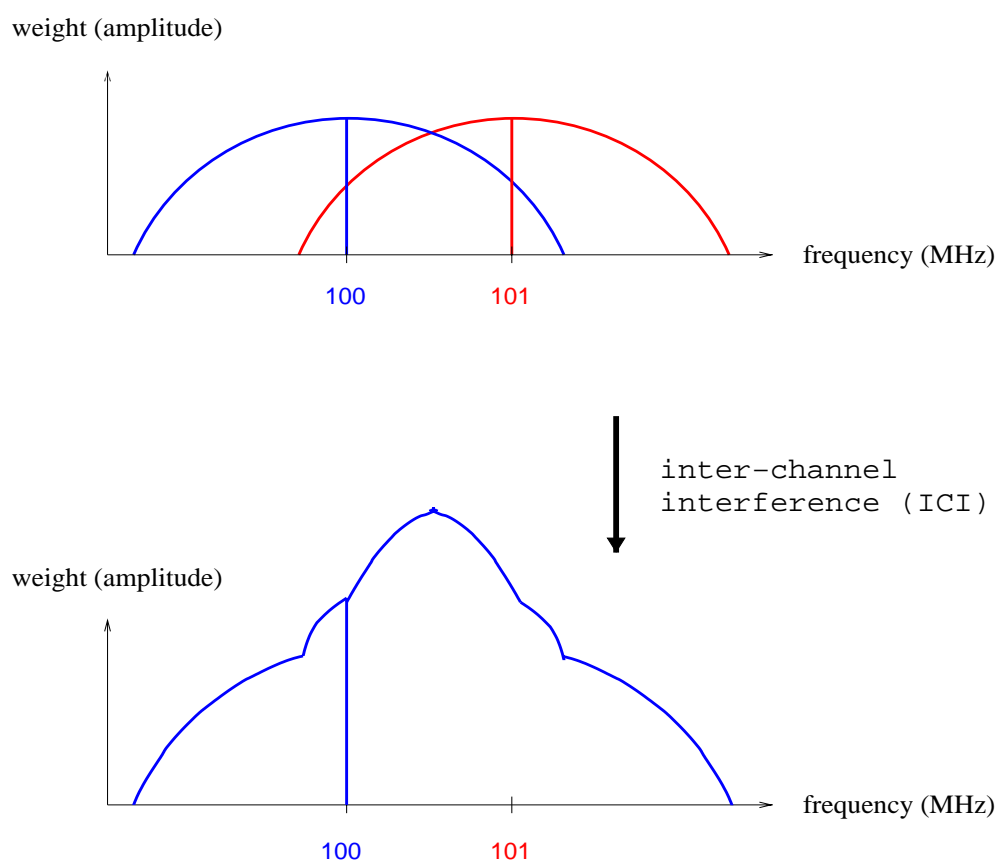 weight (amplitude)
frequency (MHz)
100
101
inter-channel
interference (ICI)
weight (amplitude)
frequency (MHz)
100
101